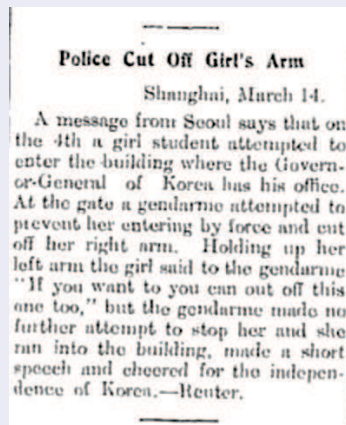 Police Cut Off Girl's Arm
Shanghai, March 14.
A message from Seoul says that on
the 4th a girl student attempted to
enter the building where the Govern-
or-General of Korea has his office.
At the gate a gendarme attempted to
prevent her entering by force and cut
off her right arm. Holding up her
left arm the girl said to the gendarme
"If you want to you can out off this
one too," but the gendarme made no
further attempt to stop her and she
ran into the building, made a short
speech and cheered for the indepen-
dence of Korea.—Reuter.